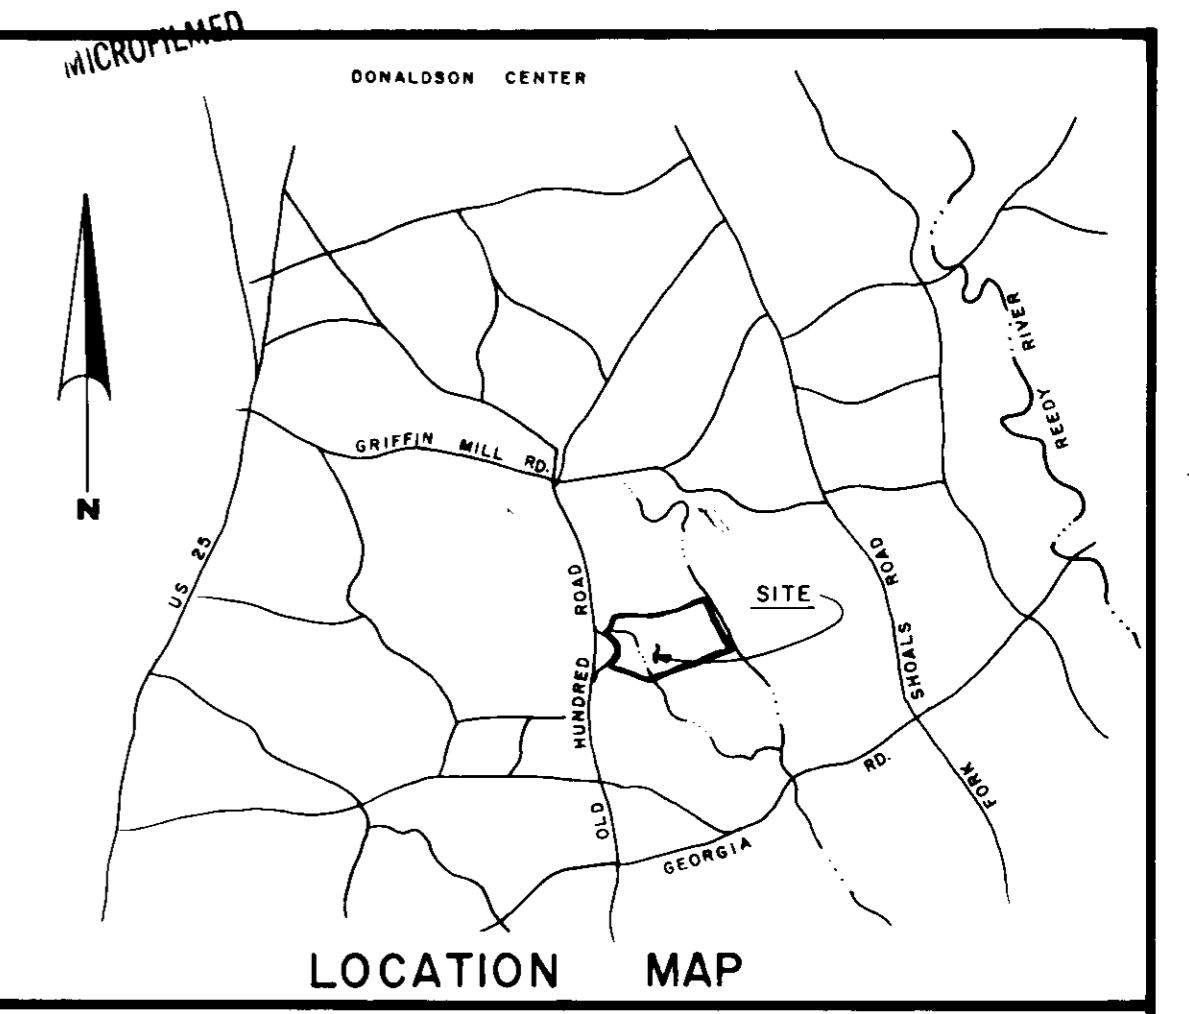 MICROFILMED
DONALDSON CENTER
REEDY RIVER
GRIFFIN MILL RD.
N
US 25
OLD HUNDRED ROAD
SITE
FORK SHOALS ROAD
GEORGIA RD.
LOCATION MAP